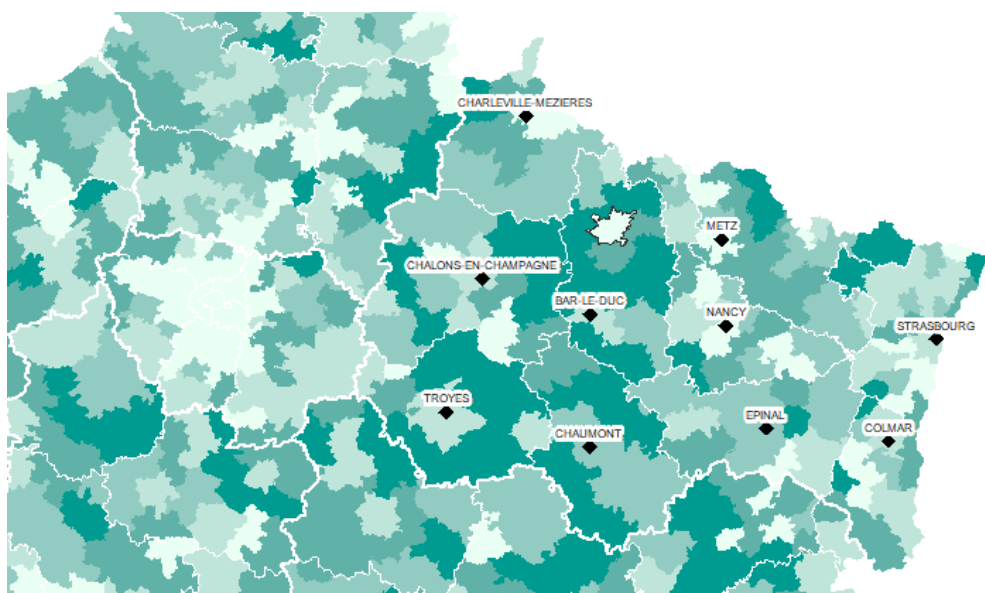 CHARLEVILLE-MEZIERES
METZ
CHALONS-EN-CHAMPAGNE
BAR-LE-DUC
NANCY
STRASBOURG
TROYES
EPINAL
COLMAR
CHAUMONT